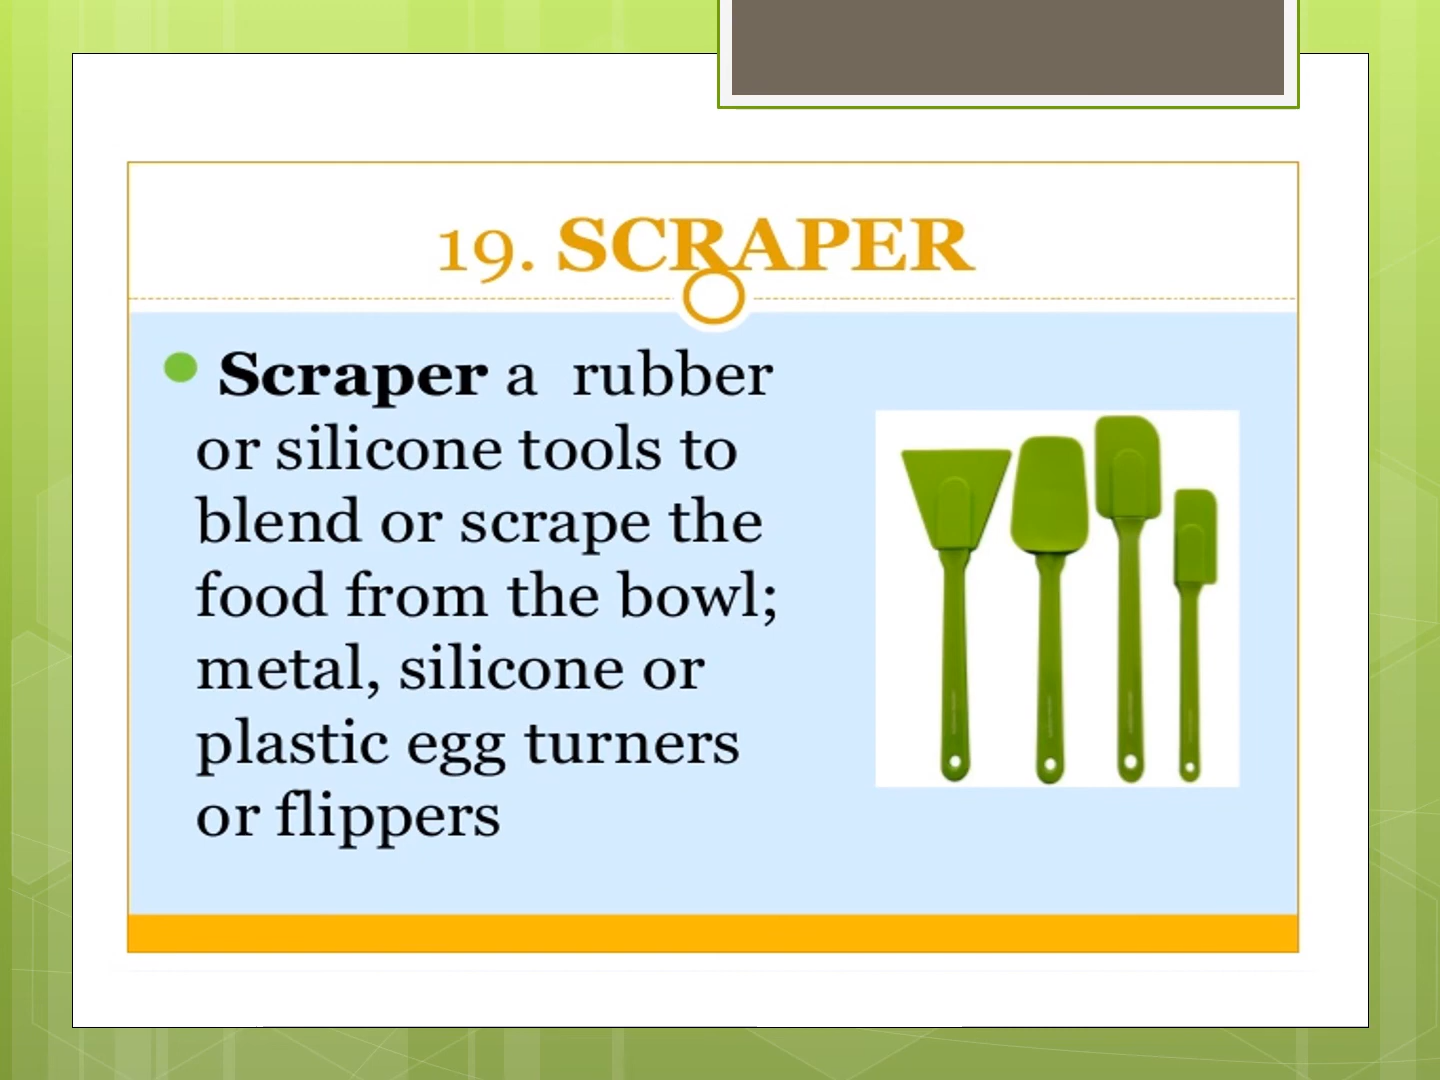 19. SCRAPER
Scraper a rubber
or silicone tools to
blend or scrape the
food from the bowl;
metal, silicone or
plastic egg turners
or flippers